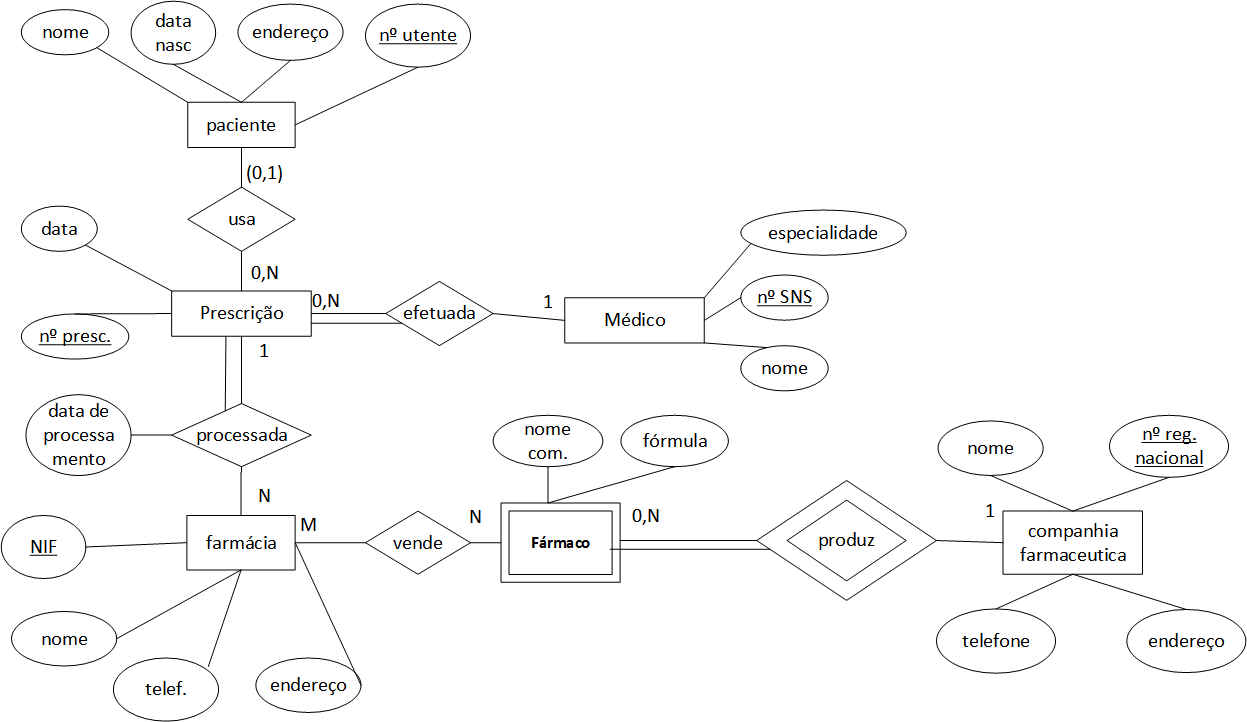 nome
data
nasc
endereço
nº utente
paciente
(0,1)
usa
data
0,N
especialidade
Prescrição
0,N
efetuada
1
Médico
nº SNS
nº presc.
1
nome
data de
processa
mento
processada
nome
com.
fórmula
nome
nº reg.
nacional
N
farmácia
M
vende
N
Fármaco
0,N
produz
1
companhia
farmaceutica
NIF
nome
telef.
endereço
telefone
endereço